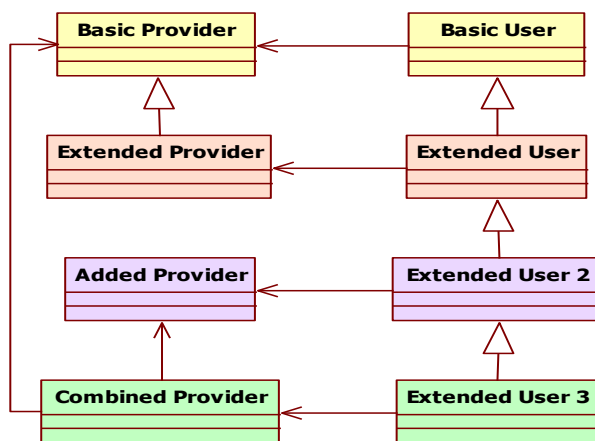 Basic Provider
Basic User
Extended Provider
Extended User
Added Provider
Extended User 2
Combined Provider
Extended User 3